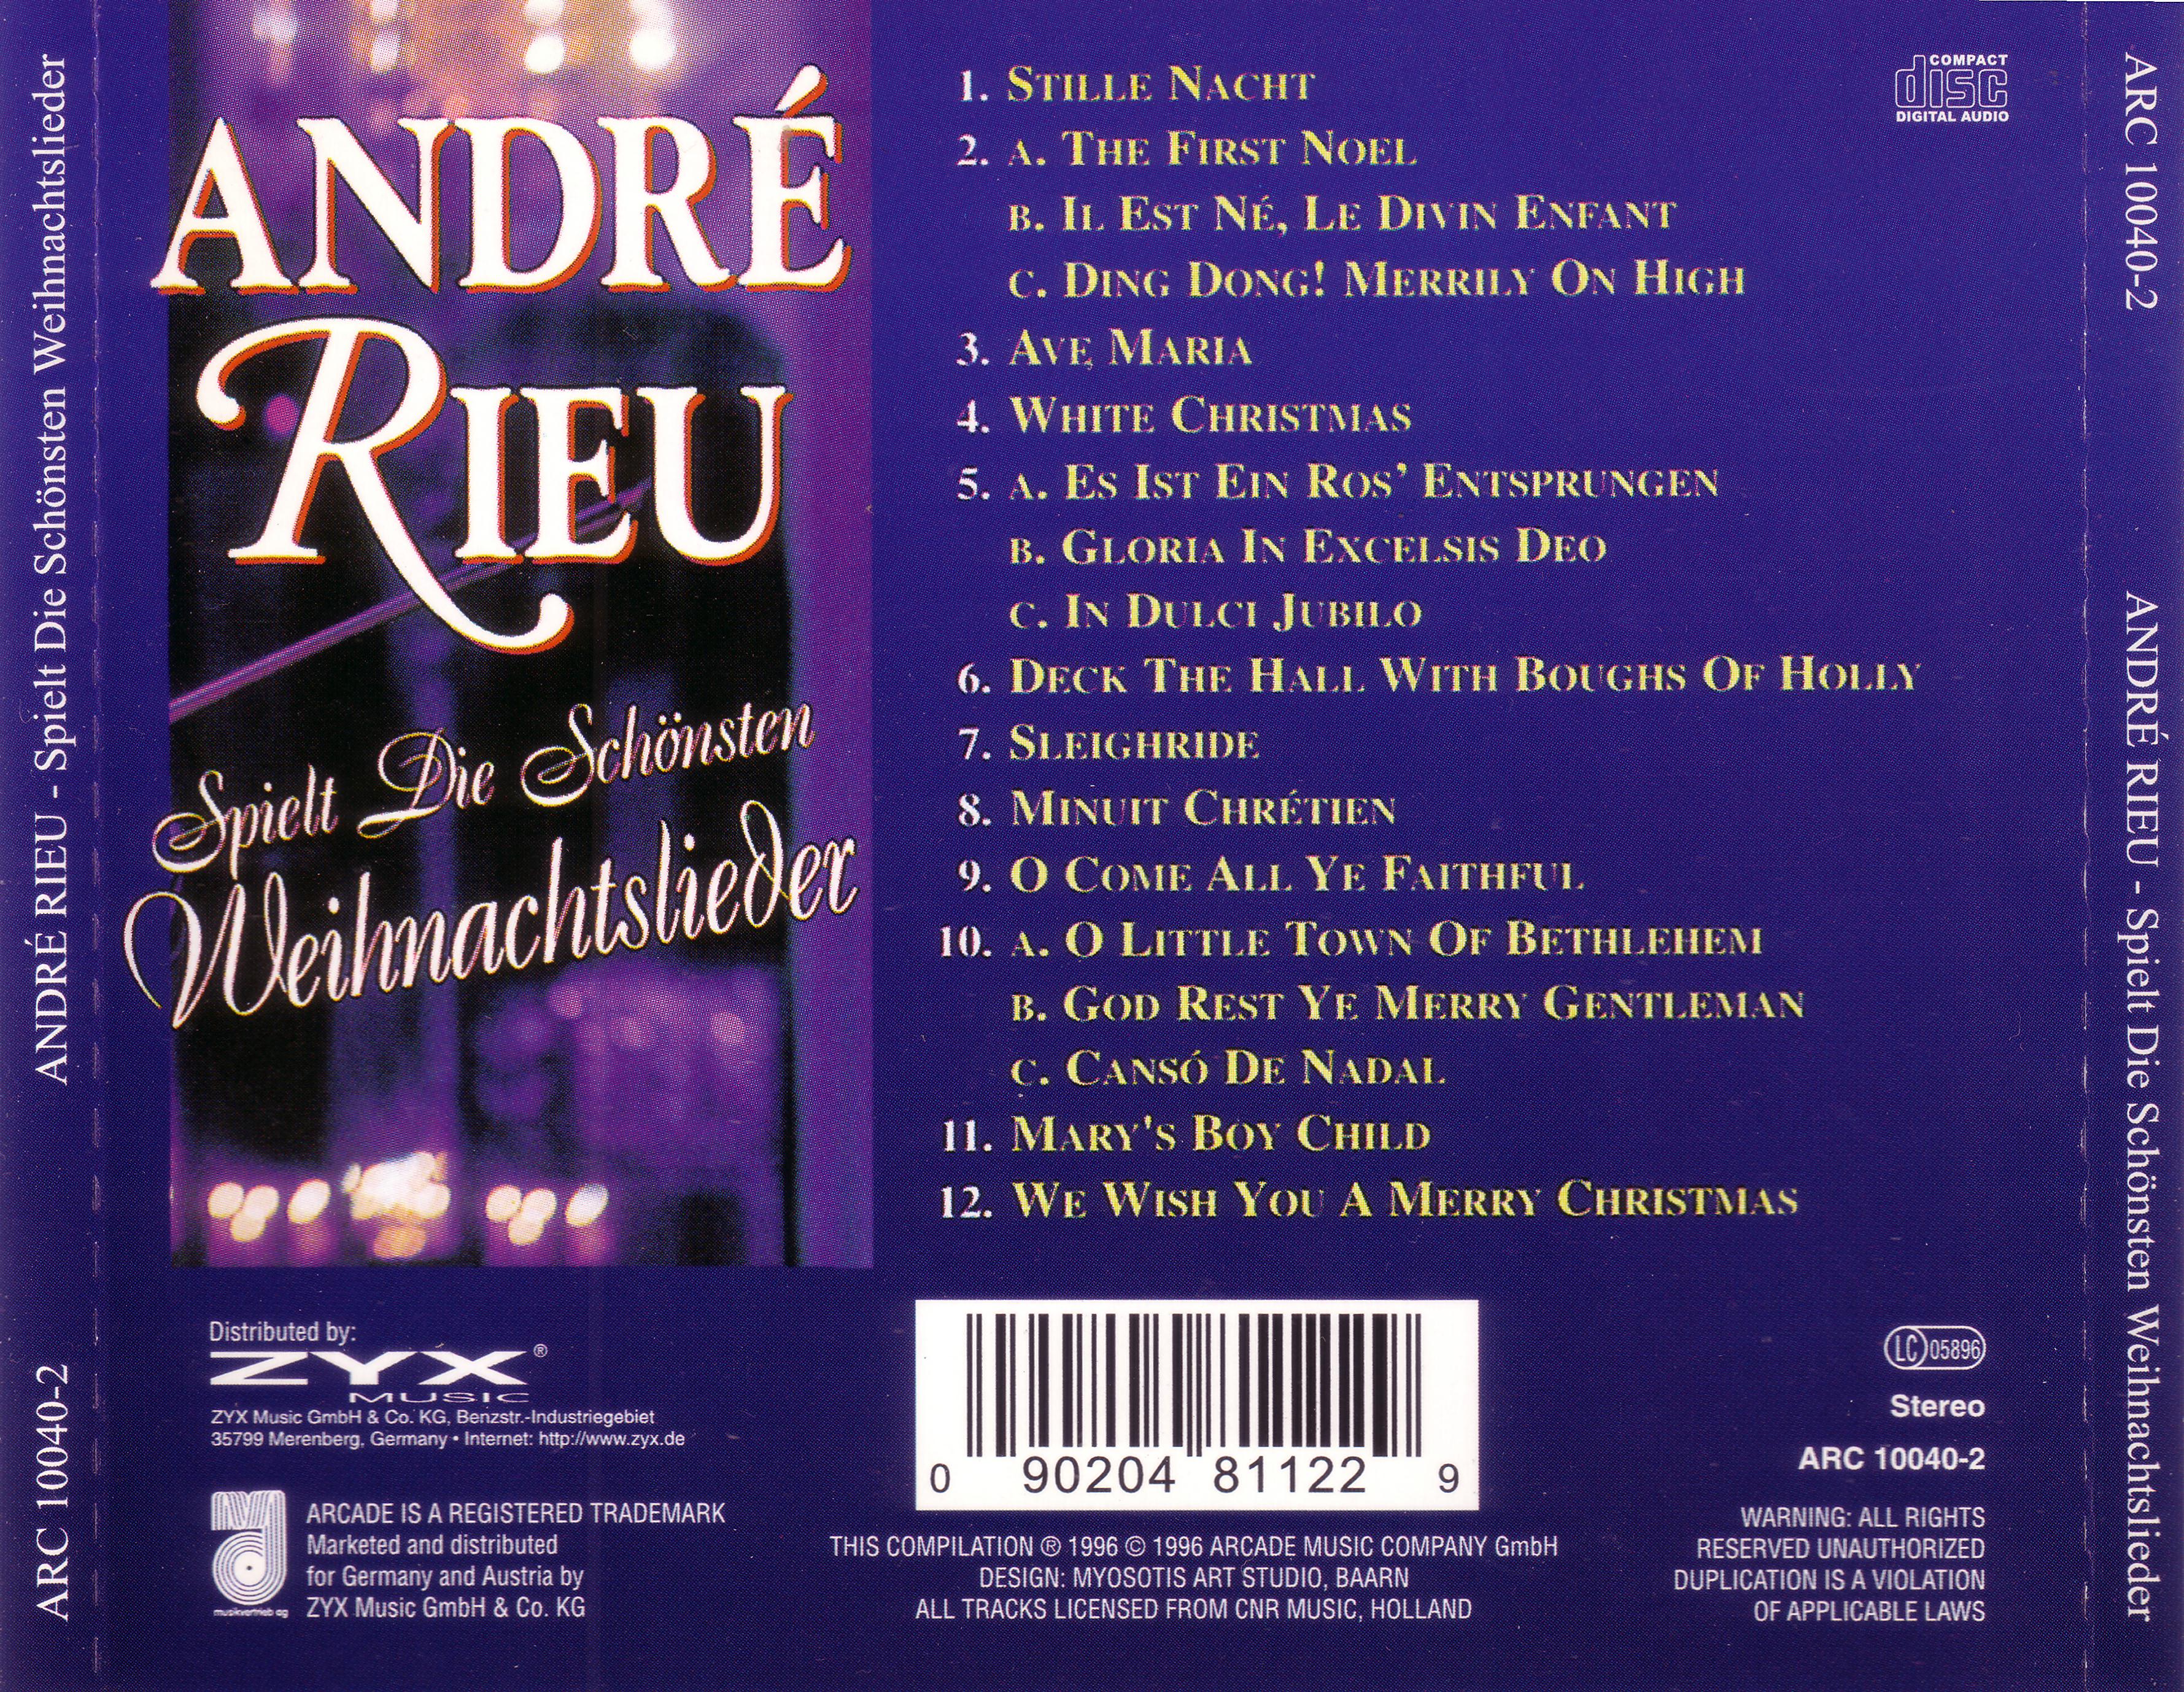 ANDRÉ RIEU - Spielt Die Schönsten Weihnachtslieder
ARC 10040-2
ANDRÉ
RIEU
Spielt Die Schönsten
Weihnachtslieder
1. STILLE NACHT
2. A. THE FIRST NOEL
B. IL EST NÉ, LE DIVIN ENFANT
C. DING DONG! MERRILY ON HIGH
3. AVE MARIA
4. WHITE CHRISTMAS
5. A. ES IST EIN ROS' ENTSPRUNGEN
B. GLORIA IN EXCELSIS DEO
C. IN DULCI JUBILO
6. DECK THE HALL WITH BOUGHS OF HOLLY
7. SLEIGHRIDE
8. MINUIT CHRÉTIEN
9. O COME ALL YE FAITHFUL
10. A. O LITTLE TOWN OF BETHLEHEM
B. GOD REST YE MERRY GENTLEMAN
C. CANSÓ DE NADAL
11. MARY'S BOY CHILD
12. WE WISH YOU A MERRY CHRISTMAS
COMPACT
disc
DIGITAL AUDIO
Distributed by:
ZYX®
MUSIC
ZYX Music GmbH & Co. KG, Benzstr.-Industriegebiet
35799 Merenberg, Germany • Internet: http://www.zyx.de
musikvertrieb ag
ARCADE IS A REGISTERED TRADEMARK
Marketed and distributed
for Germany and Austria by
ZYX Music GmbH & Co. KG
0 90204 81122 9
THIS COMPILATION ® 1996 © 1996 ARCADE MUSIC COMPANY GmbH
DESIGN: MYOSOTIS ART STUDIO, BAARN
ALL TRACKS LICENSED FROM CNR MUSIC, HOLLAND
LC 05896
Stereo
ARC 10040-2
WARNING: ALL RIGHTS
RESERVED UNAUTHORIZED
DUPLICATION IS A VIOLATION
OF APPLICABLE LAWS
ARC 10040-2
ANDRÉ RIEU - Spielt Die Schönsten Weihnachtslieder